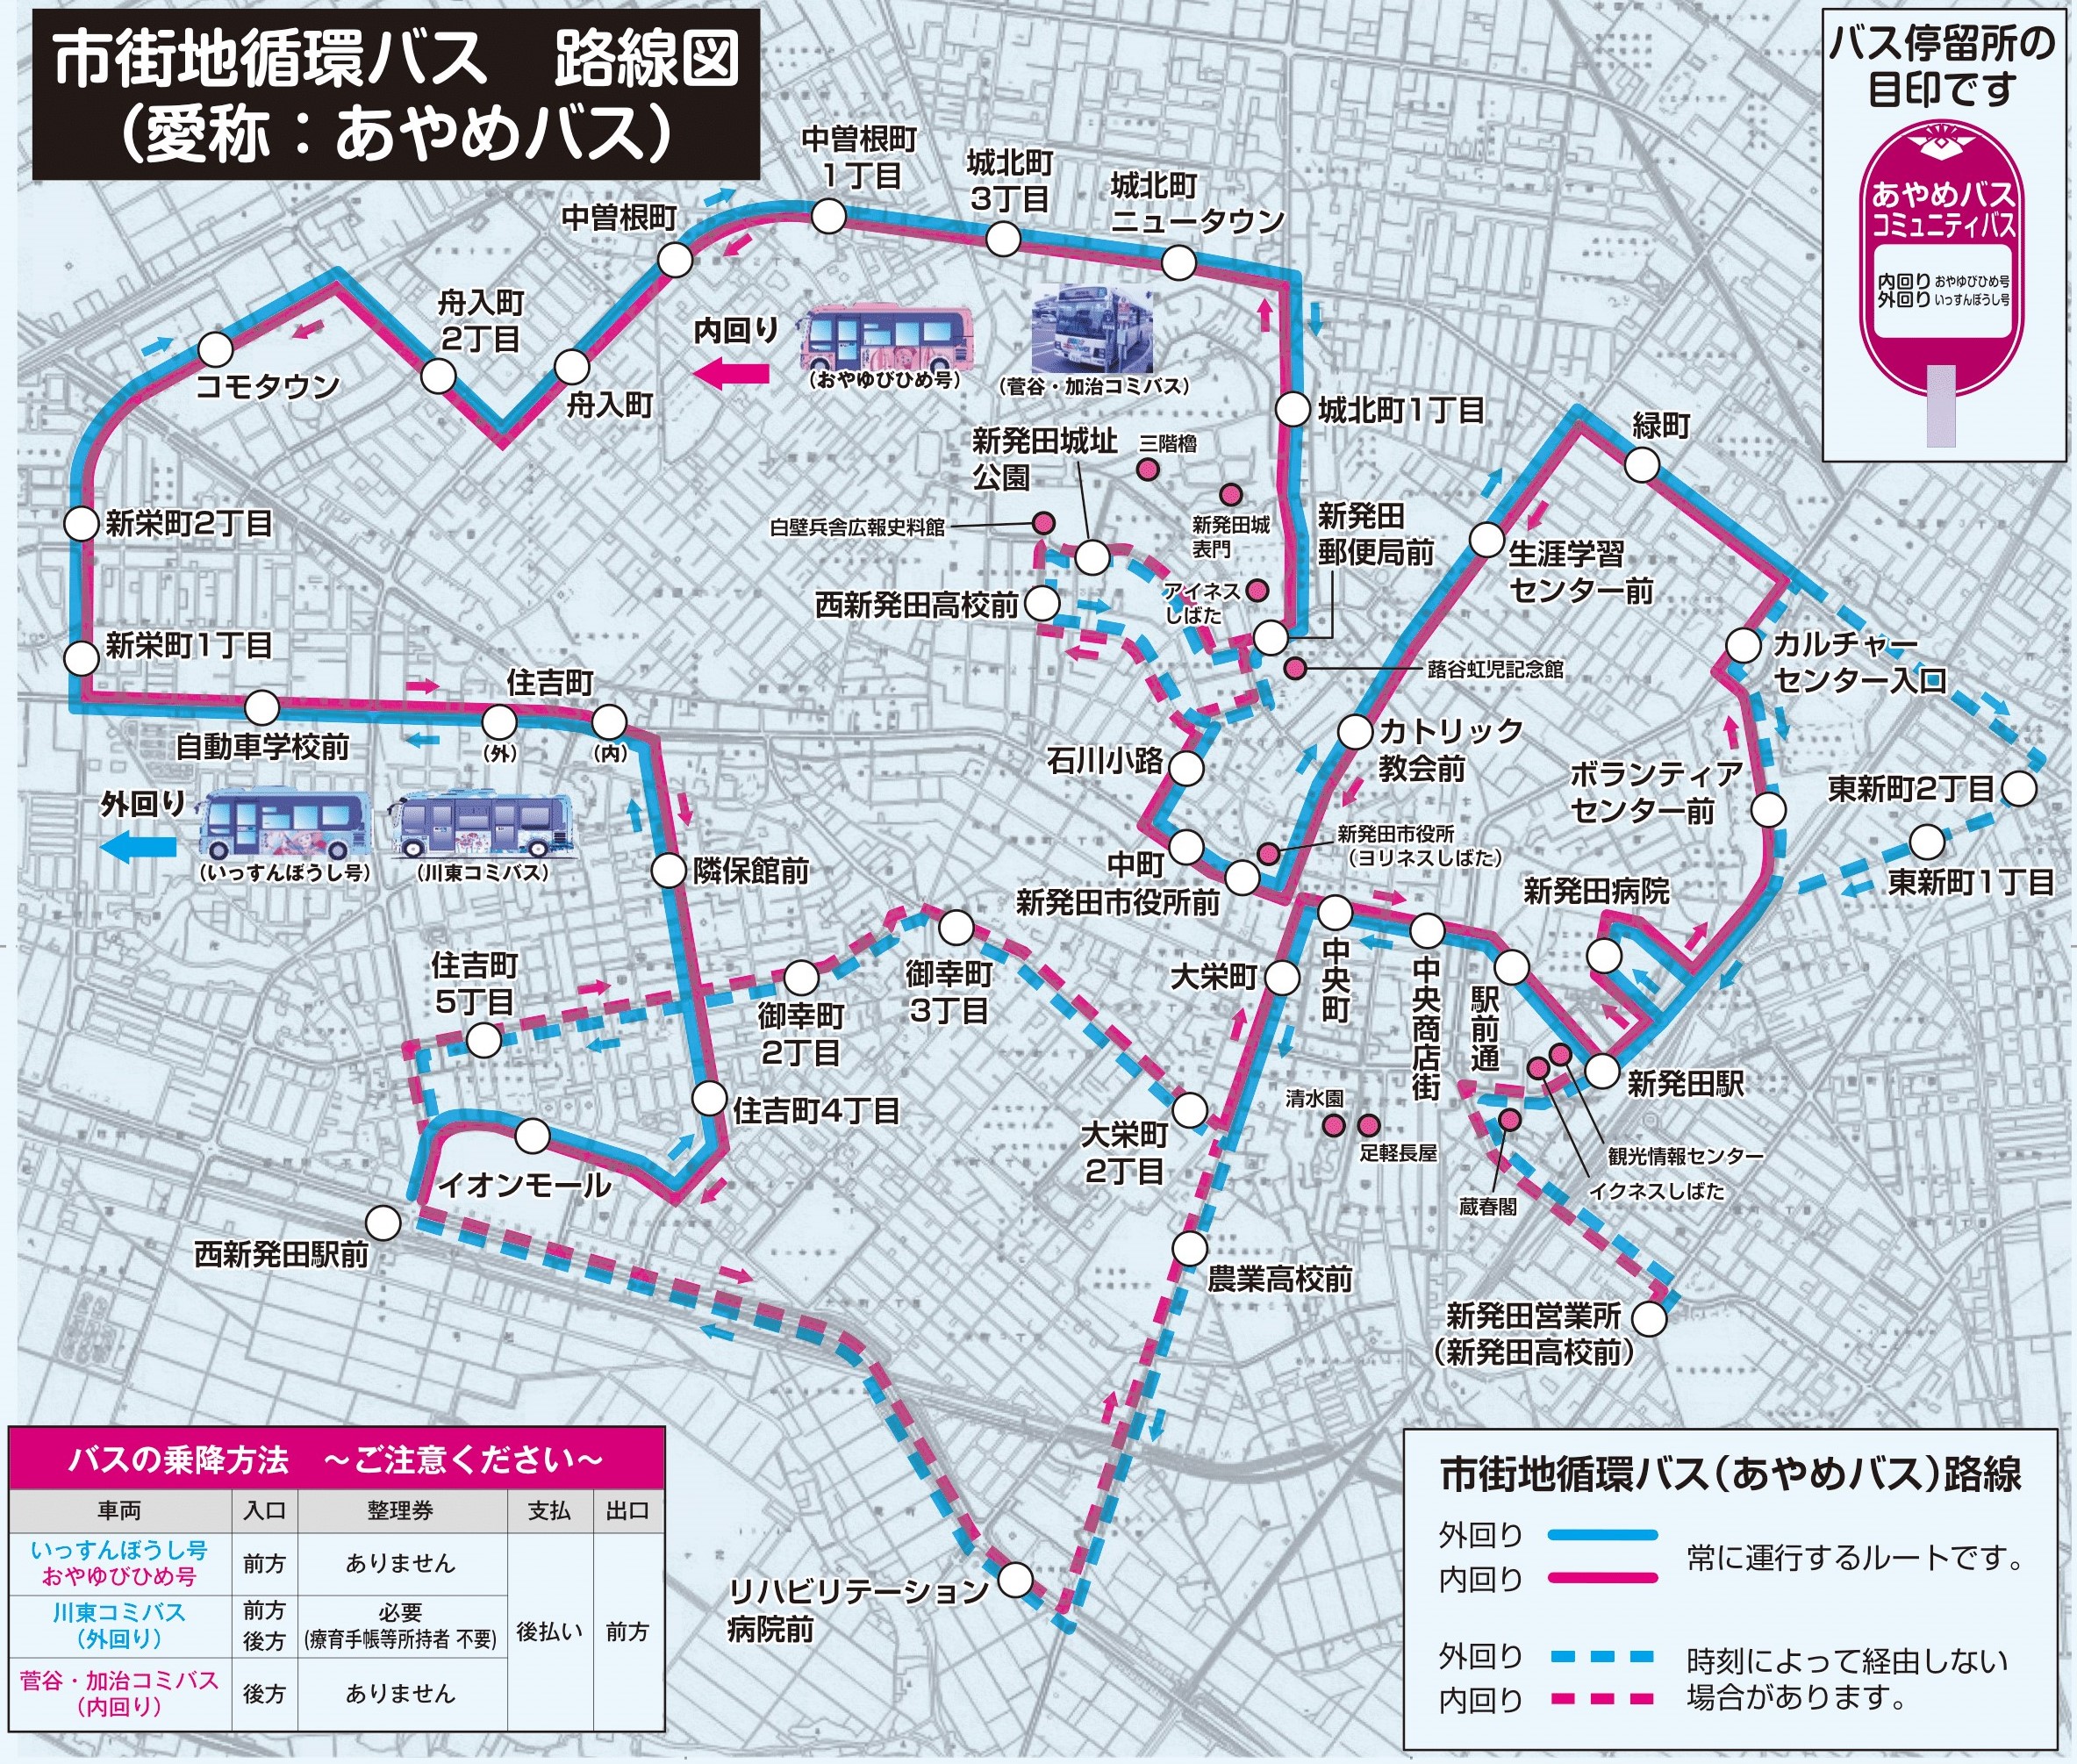 市街地循環バス　路線図
（愛称：あやめバス）
バス停留所の
目印です
あやめバス
コミュニティバス
内回り おやゆびひめ号
外回り いっすんぼうし号
中曽根町
1丁目
城北町
3丁目
城北町
ニュータウン
中曽根町
舟入町
2丁目
コモタウン
舟入町
内回り
（おやゆびひめ号）
（菅谷・加治コミバス）
城北町1丁目
緑町
新発田城址
公園
三階櫓
新発田城
表門
白壁兵舎広報史料館
新発田
郵便局前
新栄町2丁目
生涯学習
センター前
アイネス
しばた
西新発田高校前
新栄町1丁目
カルチャー
センター入口
蕗谷虹児記念館
住吉町
（外）
（内）
自動車学校前
カトリック
教会前
石川小路
ボランティア
センター前
東新町2丁目
外回り
（いっすんぼうし号）
（川東コミバス）
新発田市役所
（ヨリネスしばた）
隣保館前
中町
新発田市役所前
東新町1丁目
新発田病院
住吉町
5丁目
御幸町
3丁目
御幸町
2丁目
大栄町
中央町
中央商店街
駅前通
新発田駅
住吉町4丁目
清水園
足軽長屋
大栄町
2丁目
観光情報センター
イクネスしばた
蔵春閣
イオンモール
西新発田駅前
農業高校前
新発田営業所
（新発田高校前）
リハビリテーション
病院前
バスの乗降方法　～ご注意ください～
車両 入口 整理券 支払 出口
いっすんぼうし号
おやゆびひめ号
前方 ありません
川東コミバス
（外回り）
前方
後方
必要
（療育手帳等所持者 不要）
後払い 前方
菅谷・加治コミバス
（内回り）
後方 ありません
市街地循環バス（あやめバス）路線
外回り
内回り
常に運行するルートです。
外回り
内回り
時刻によって経由しない
場合があります。